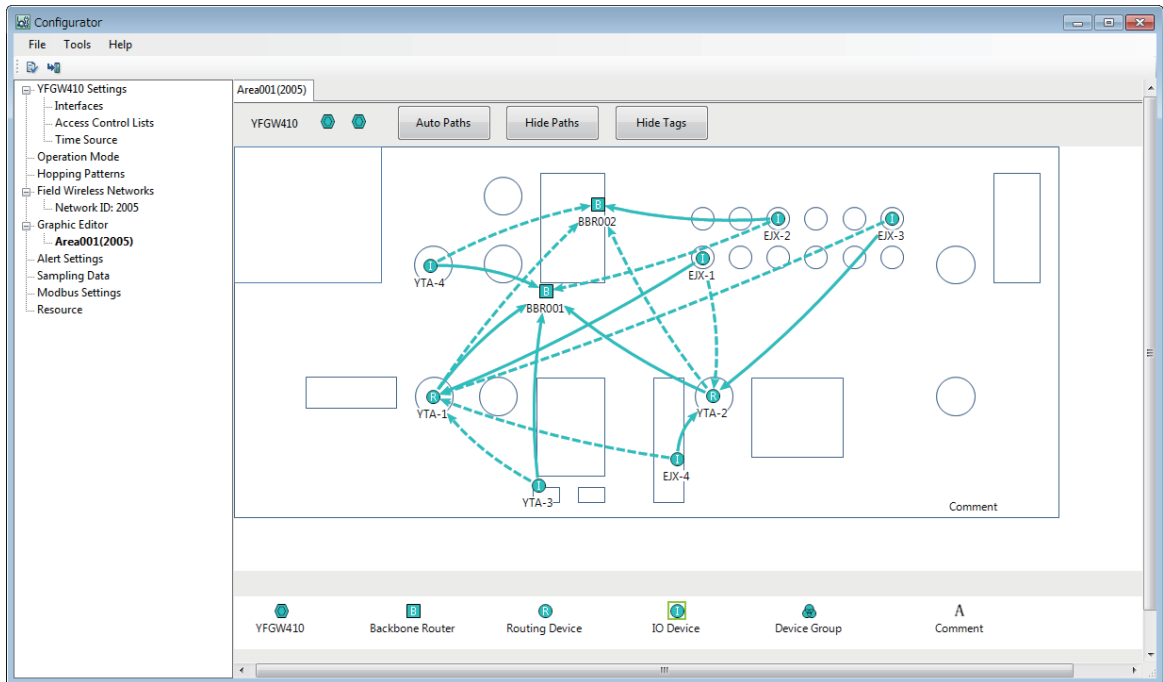 Configurator
File Tools Help
YFGW410 Settings
Interfaces
Access Control Lists
Time Source
Operation Mode
Hopping Patterns
Field Wireless Networks
Network ID: 2005
Graphic Editor
Area001(2005)
Alert Settings
Sampling Data
Modbus Settings
Resource
Area001(2005)
YFGW410 Auto Paths Hide Paths Hide Tags
B
BBR002
I
EJX-2
I
EJX-3
I
YTA-4
I
EJX-1
B
BBR001
R
YTA-1
R
YTA-2
I
EJX-4
I
YTA-3
Comment
B R I A
YFGW410 Backbone Router Routing Device IO Device Device Group Comment